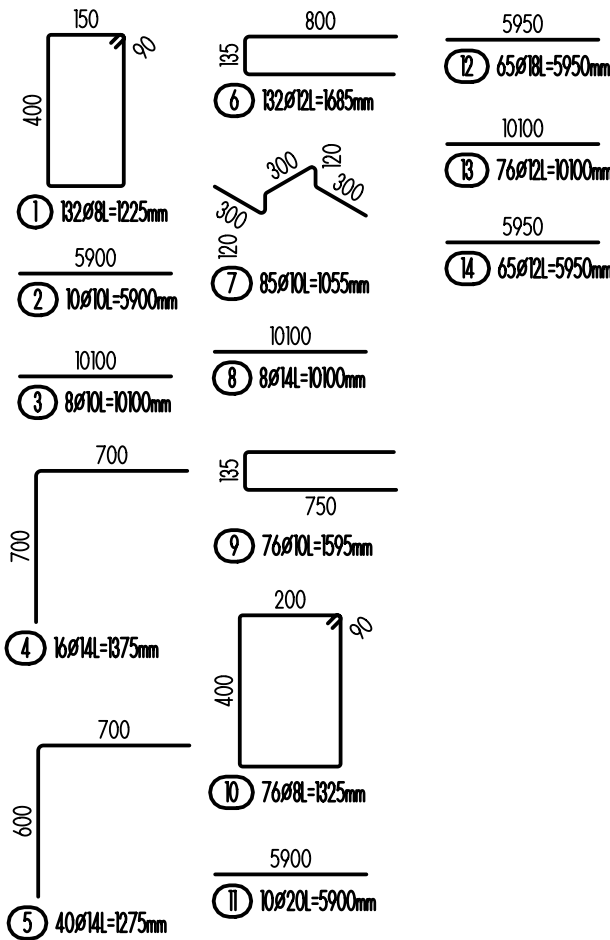 150
90
400
1 132Ø8L=1225mm
5900
2 10Ø10L=5900mm
10100
3 8Ø10L=10100mm
700
700
4 16Ø14L=1375mm
700
600
5 40Ø14L=1275mm
800
135
6 132Ø12L=1685mm
300
120
300
300
120
7 85Ø10L=1055mm
10100
8 8Ø14L=10100mm
135
750
9 76Ø10L=1595mm
200
90
400
10 76Ø8L=1325mm
5900
11 10Ø20L=5900mm
5950
12 65Ø18L=5950mm
10100
13 76Ø12L=10100mm
5950
14 65Ø12L=5950mm